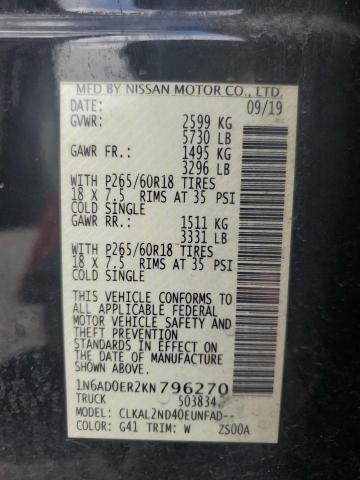 MFD BY NISSAN MOTOR CO., LTD.
DATE: 09/19
GVWR: 2599 KG
5730 LB
GAWR FR.: 1495 KG
3296 LB
WITH P265/60R18 TIRES
18 X 7.5 RIMS AT 35 PSI
COLD SINGLE
GAWR RR.: 1511 KG
3331 LB
WITH P265/60R18 TIRES
18 X 7.5 RIMS AT 35 PSI
COLD SINGLE
THIS VEHICLE CONFORMS TO
ALL APPLICABLE FEDERAL
MOTOR VEHICLE SAFETY
AND THEFT PREVENTION
STANDARDS IN EFFECT ON
THE DATE OF MANUFACTURE
SHOWN ABOVE.
1N6AD0ER2KN796270
TRUCK 503834
MODEL: CLKAL2ND40EUNFAD--
COLOR: G41 TRIM: W ZS00A